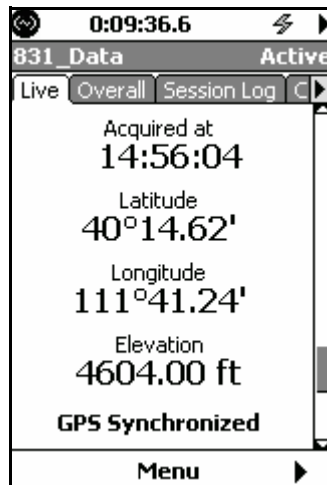 0:09:36.6
831_Data Active
Live Overall Session Log C
Acquired at
14:56:04
Latitude
40°14.62'
Longitude
111°41.24'
Elevation
4604.00 ft
GPS Synchronized
Menu